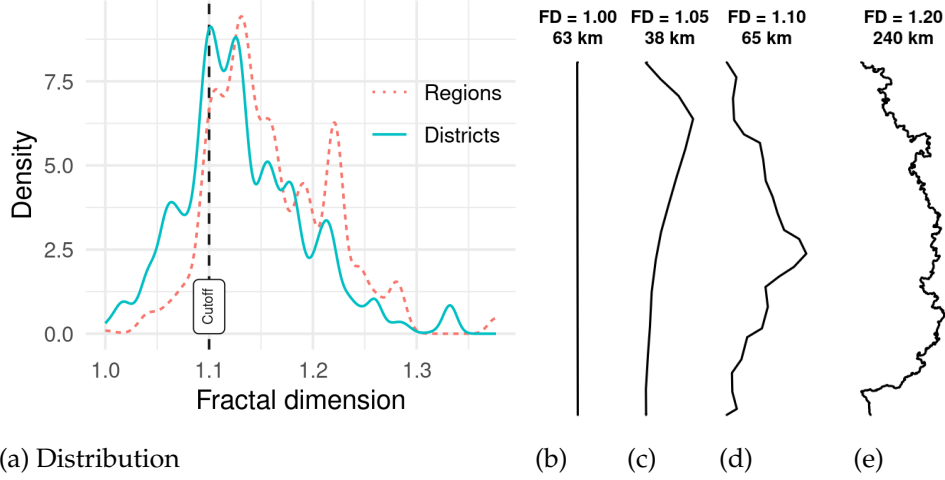 Density
7.5
5.0
2.5
0.0
Regions
Districts
Cutoff
1.0 1.1 1.2 1.3
Fractal dimension
(a) Distribution
FD = 1.00
63 km
(b)
FD = 1.05
38 km
(c)
FD = 1.10
65 km
(d)
FD = 1.20
240 km
(e)